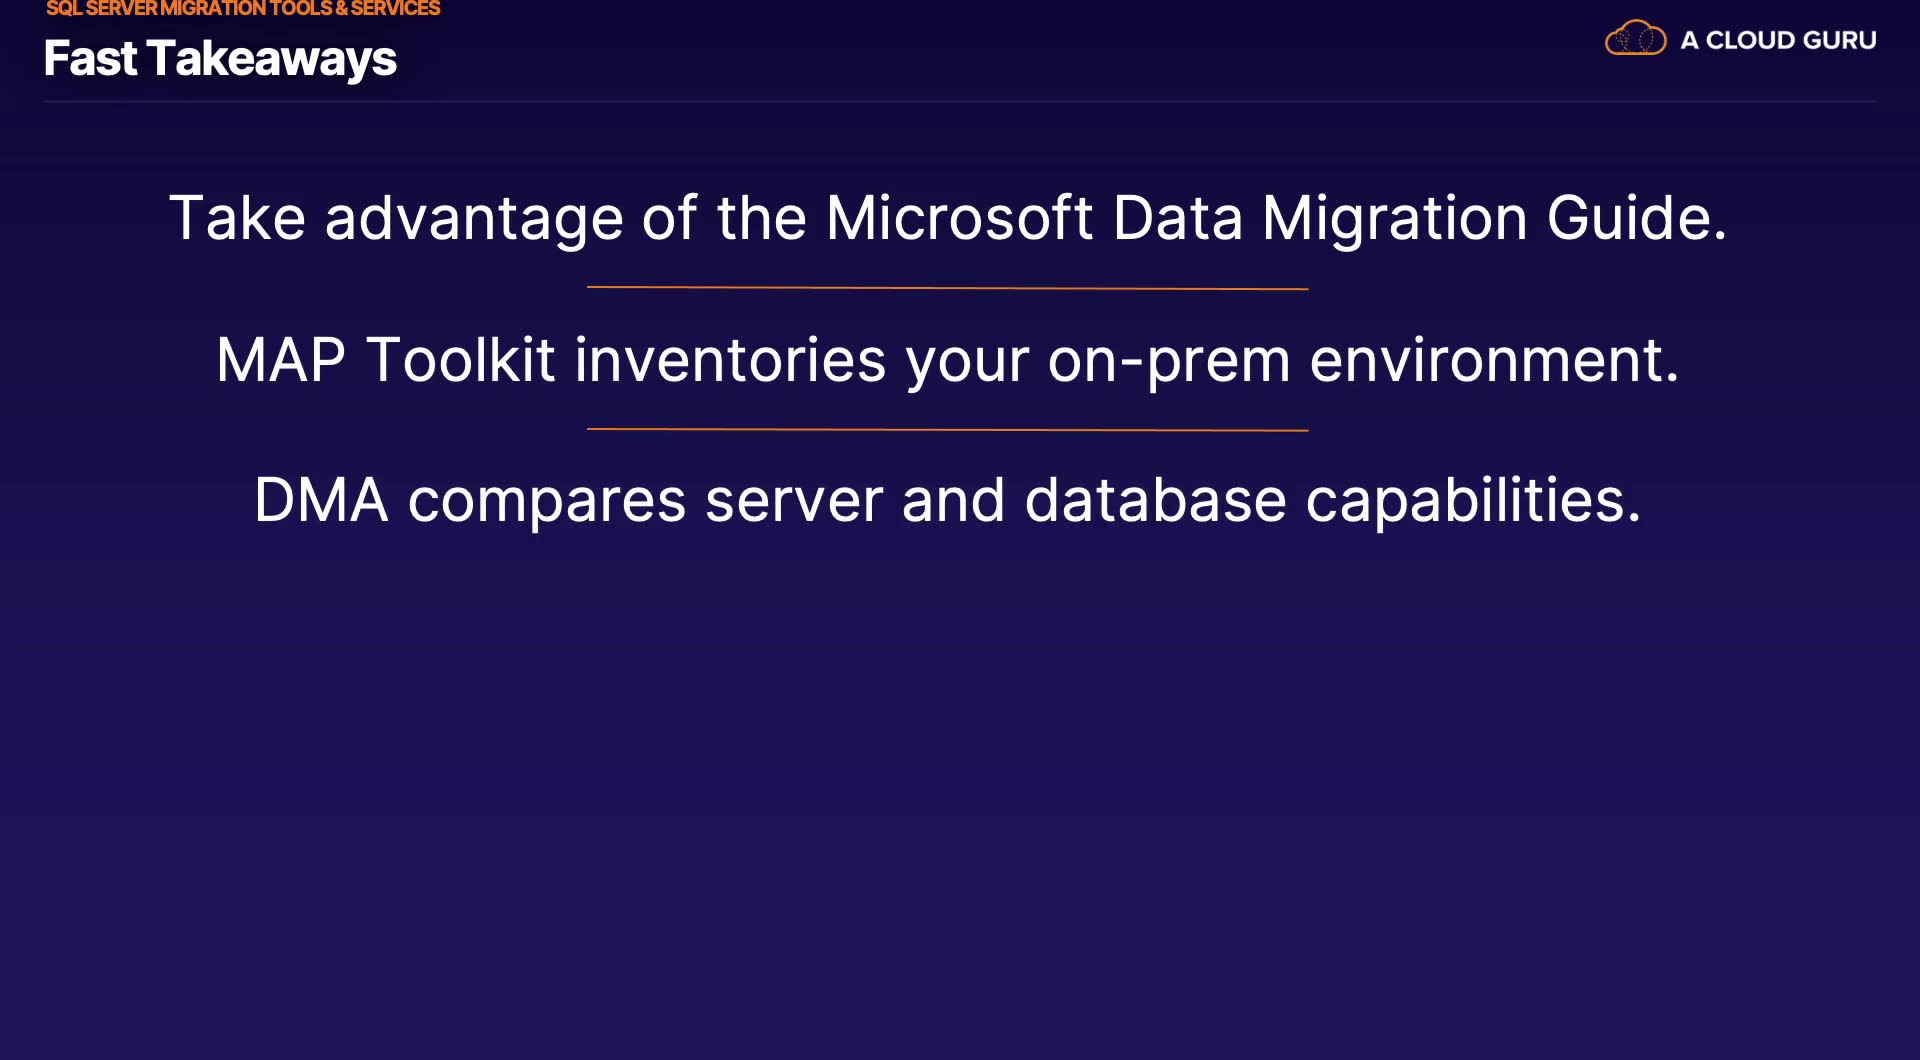 SQL SERVER MIGRATION TOOLS & SERVICES
Fast Takeaways
A CLOUD GURU
Take advantage of the Microsoft Data Migration Guide.
MAP Toolkit inventories your on-prem environment.
DMA compares server and database capabilities.